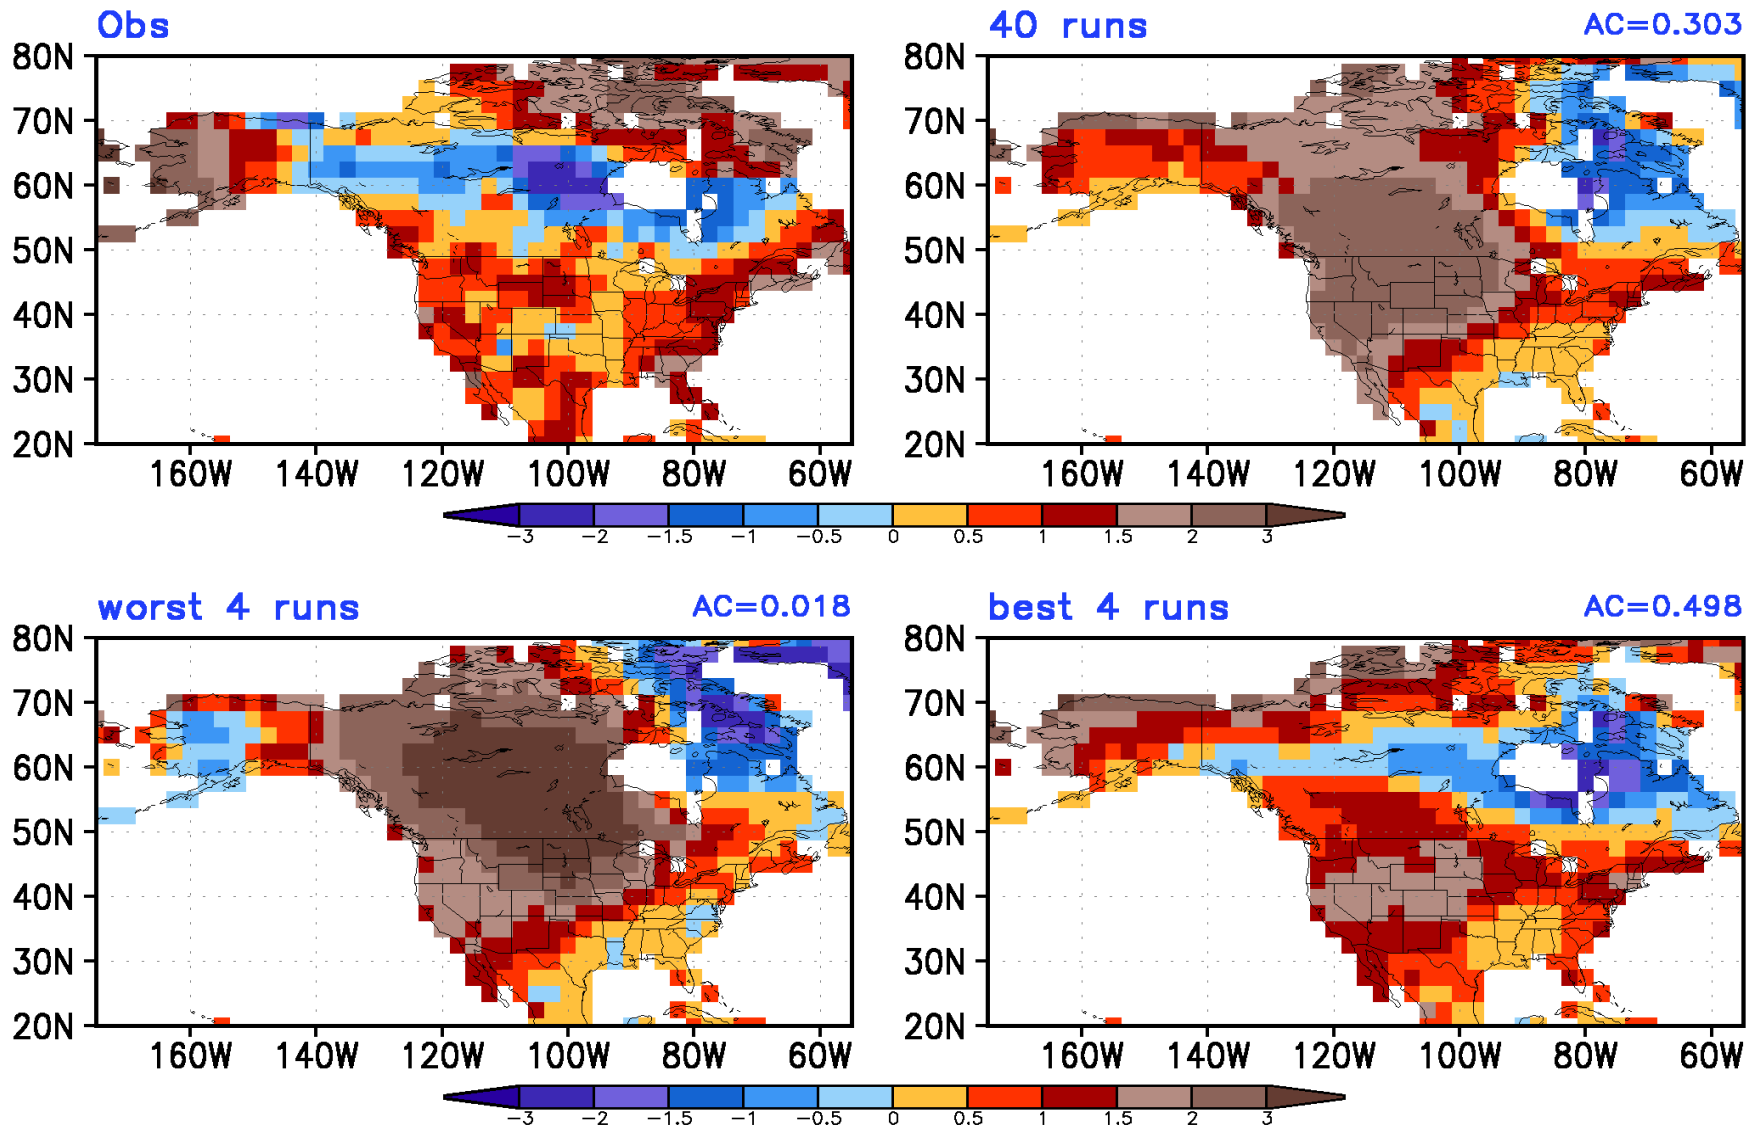 Obs
40 runs AC=0.303
80N 80N
70N 70N
60N 60N
50N 50N
40N 40N
30N 30N
20N 20N
160W 140W 120W 100W 80W 60W 160W 140W 120W 100W 80W 60W
-3 -2 -1.5 -1 -0.5 0 0.5 1 1.5 2 3
worst 4 runs AC=0.018
best 4 runs AC=0.498
80N 80N
70N 70N
60N 60N
50N 50N
40N 40N
30N 30N
20N 20N
160W 140W 120W 100W 80W 60W 160W 140W 120W 100W 80W 60W
-3 -2 -1.5 -1 -0.5 0 0.5 1 1.5 2 3